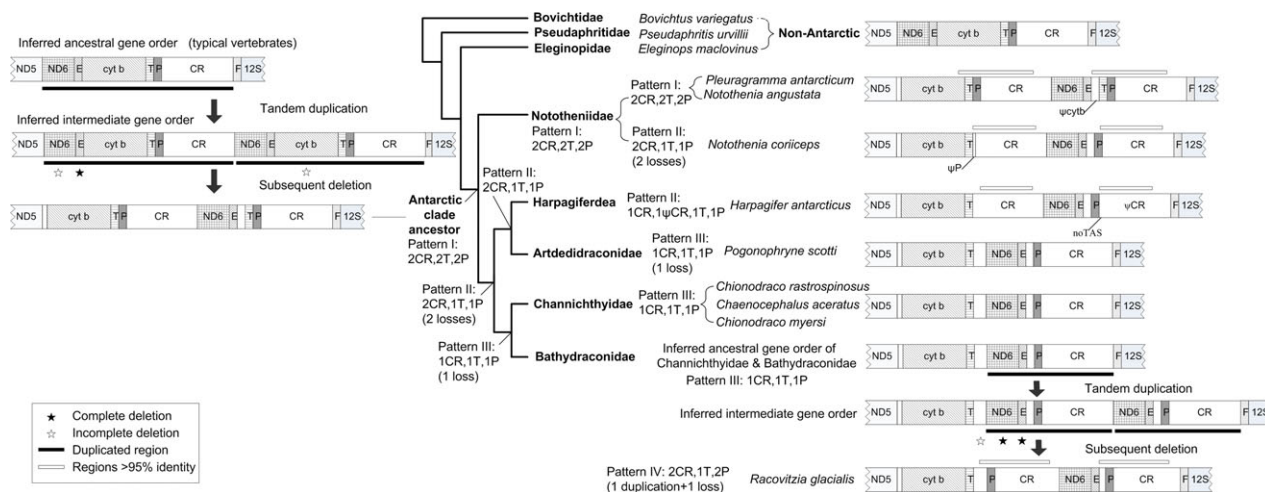 Inferred ancestral gene order (typical vertebrates)
ND5 ND6 E cyt b T P CR F 12S
Tandem duplication
Inferred intermediate gene order
ND5 ND6 E cyt b T P CR ND6 E cyt b T P CR F 12S
☆ ★ ☆
Subsequent deletion
ND5 cyt b T P CR ND6 E T P CR F 12S
Antarctic
clade
ancestor
Pattern I:
2CR,2T,2P
Bovichtidae
Pseudaphritidae
Eleginopidae
Bovichtus variegatus
Pseudaphritis urvillii
Eleginops maclovinus
Non-Antarctic
ND5 ND6 E cyt b T P CR F 12S
Nototheniidae
Pattern I:
2CR,2T,2P
Pattern I:
2CR,2T,2P
Pleuragramma antarcticum
Notothenia angustata
ND5 cyt b T P CR ND6 E T P CR F 12S
ψcytb
Pattern II:
2CR,1T,1P
(2 losses)
Notothenia coriiceps
ND5 cyt b T CR ND6 E P CR F 12S
ψP
Pattern II:
2CR,1T,1P
Harpagiferdea
Pattern II:
1CR,1ψCR,1T,1P
Harpagifer antarcticus
ND5 cyt b T CR ND6 E P ψCR F 12S
noTAS
Artdedidraconidae
Pattern III:
1CR,1T,1P
(1 loss)
Pogonophryne scotti
ND5 cyt b T ND6 E P CR F 12S
Pattern II:
2CR,1T,1P
(2 losses)
Channichthyidae
Pattern III:
1CR,1T,1P
Chionodraco rastrospinosus
Chaenocephalus aceratus
Chionodraco myersi
ND5 cyt b T ND6 E P CR F 12S
Pattern III:
1CR,1T,1P
(1 loss)
Bathydraconidae
Inferred ancestral gene order of
Channichthyidae & Bathydraconidae
Pattern III: 1CR,1T,1P
ND5 cyt b T ND6 E P CR F 12S
Tandem duplication
Inferred intermediate gene order
ND5 cyt b T ND6 E P CR ND6 E P CR F 12S
☆ ★ ★
Subsequent deletion
Pattern IV: 2CR,1T,2P
(1 duplication+1 loss)
Racovitzia glacialis
ND5 cyt b T P CR ND6 E P CR F 12S
★ Complete deletion
☆ Incomplete deletion
Duplicated region
Regions >95% identity